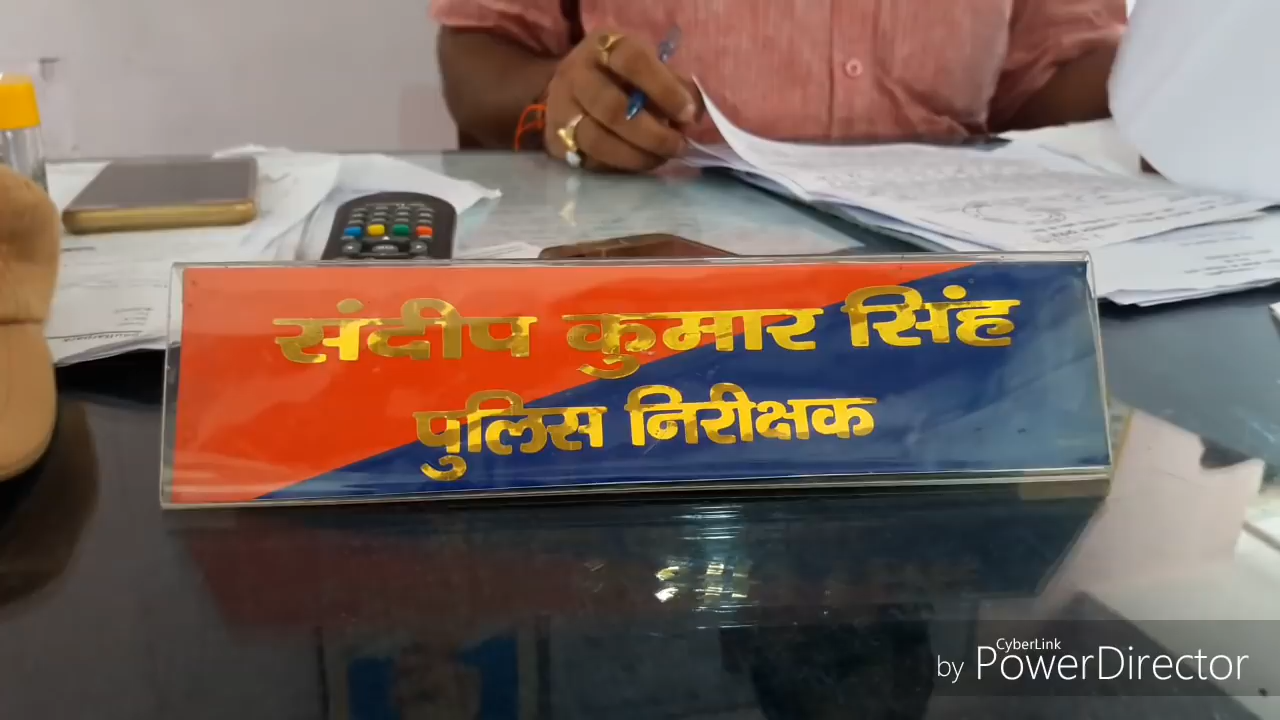 संदीप कुमार सिंह
पुलिस निरीक्षक
CyberLink
by PowerDirector